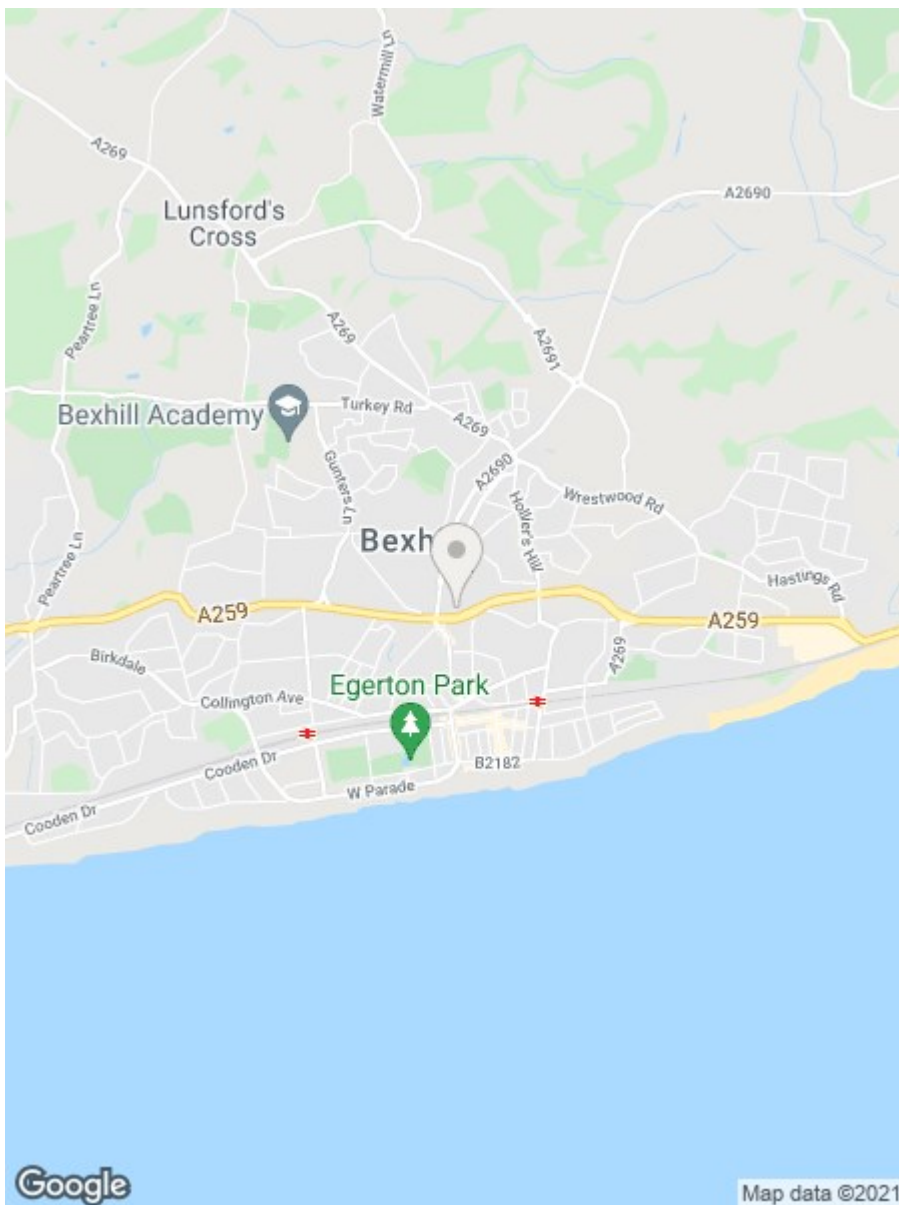 Watermill Ln
A269
A2690
Lunsford's
Cross
Peartree Ln
A269
A2691
Bexhill Academy
Turkey Rd
A269
A2690
Gunters Ln
Wrestwood Rd
Hollier's Hill
Bexh
Peartree Ln
Hastings Rd
A259
A259
A269
Birkdale
Egerton Park
Collington Ave
Cooden Dr
B2182
W Parade
Cooden Dr
Google
Map data ©2021